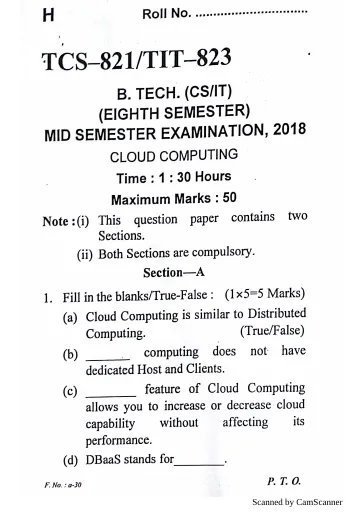 H
Roll No. ................................
TCS–821/TIT–823
B. TECH. (CS/IT)
(EIGHTH SEMESTER)
MID SEMESTER EXAMINATION, 2018
CLOUD COMPUTING
Time : 1 : 30 Hours
Maximum Marks : 50
Note : (i) This question paper contains two
Sections.
(ii) Both Sections are compulsory.
Section—A
1. Fill in the blanks/True-False : (1×5=5 Marks)
(a) Cloud Computing is similar to Distributed
Computing. (True/False)
(b) _______ computing does not have
dedicated Host and Clients.
(c) _______ feature of Cloud Computing
allows you to increase or decrease cloud
capability without affecting its
performance.
(d) DBaaS stands for_______.
F. No. : a-30
P. T. O.
Scanned by CamScanner